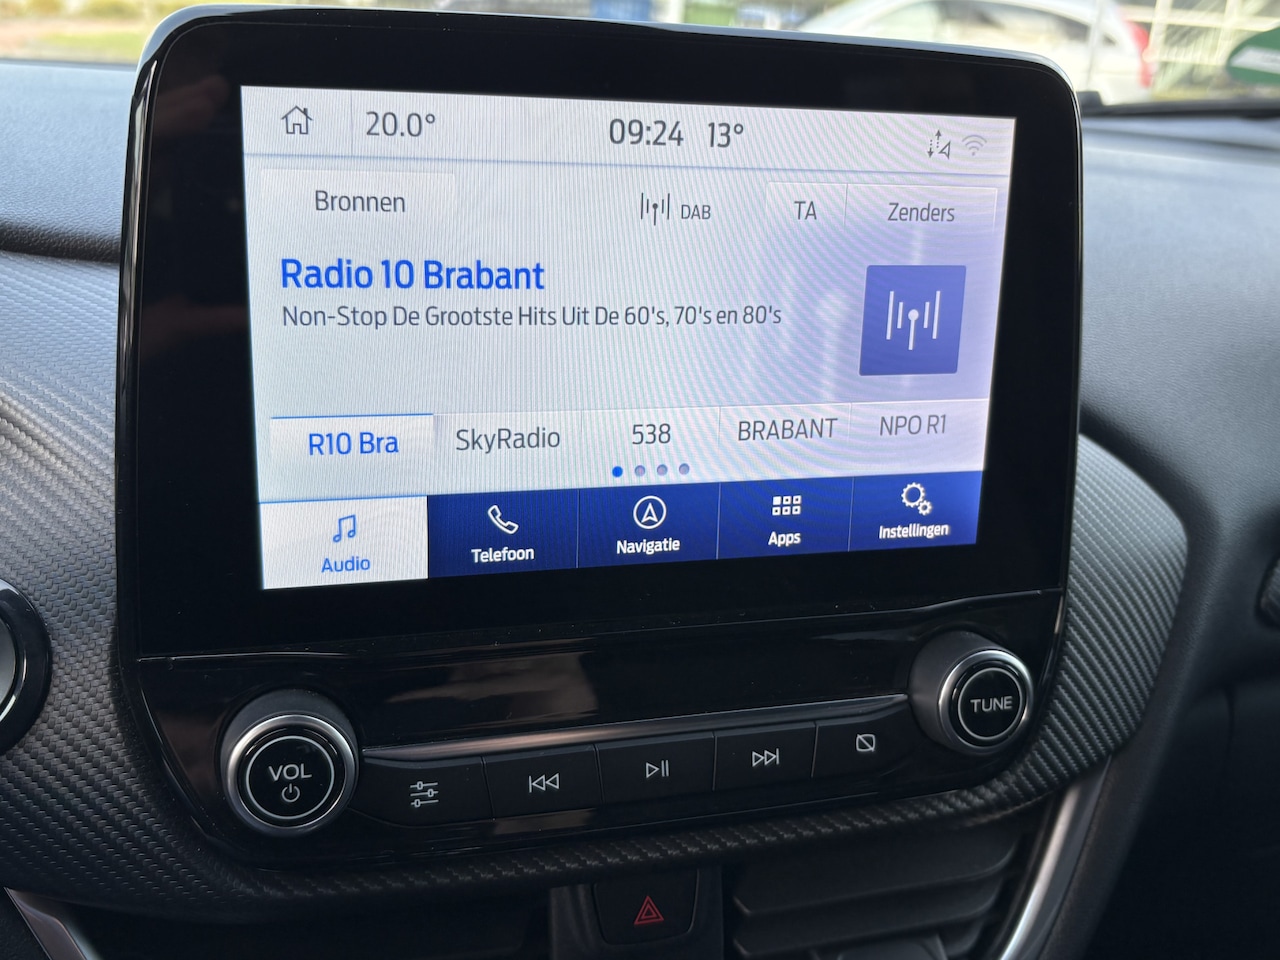 20.0° 09:24 13°
Bronnen DAB TA Zenders
Radio 10 Brabant
Non-Stop De Grootste Hits Uit De 60's, 70's en 80's
R10 Bra SkyRadio 538 BRABANT NPO R1
Audio Telefoon Navigatie Apps Instellingen
VOL TUNE